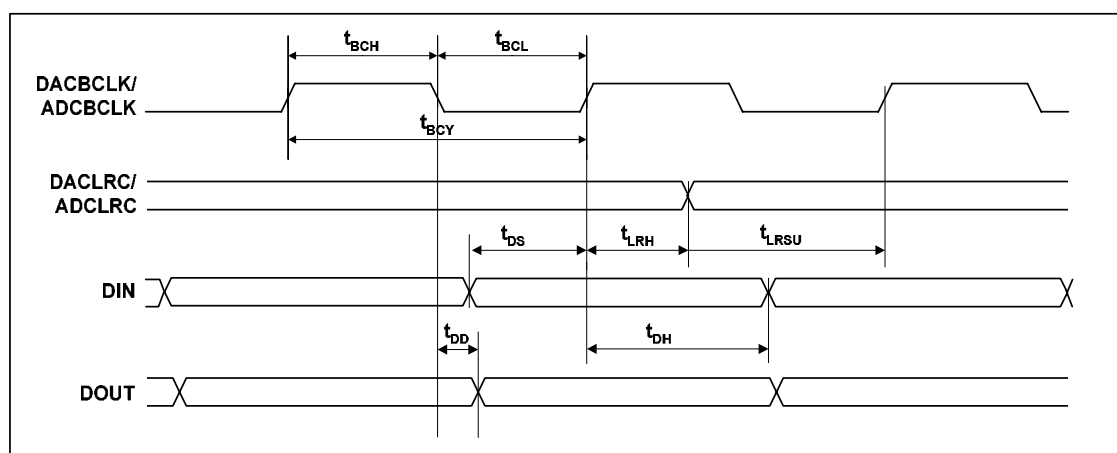 tBCH
tBCL
DACBCLK/
ADCBCLK
tBCY
DACLRC/
ADCLRC
tDS
tLRH
tLRSU
DIN
tDD
tDH
DOUT